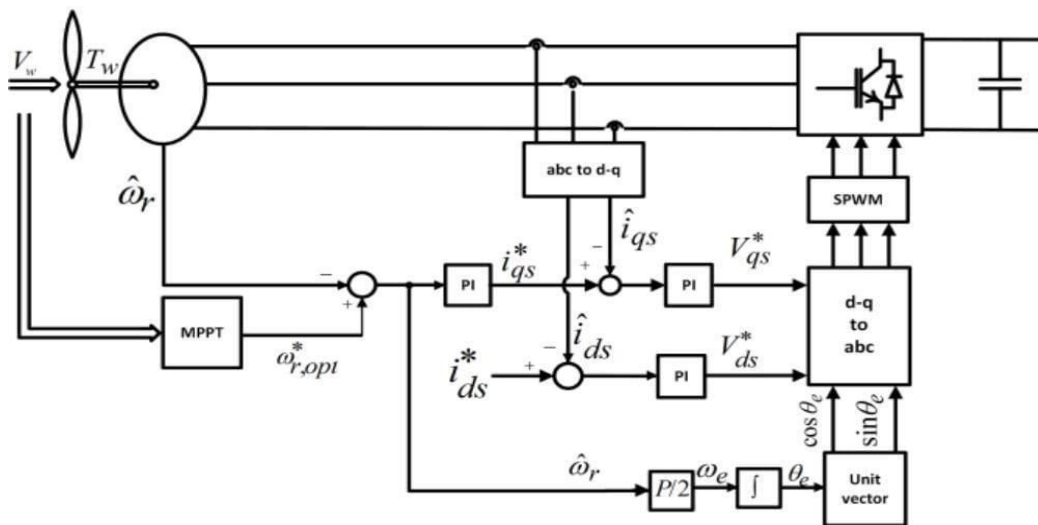 V_w
T_w
abc to d-q
ω̂_r
î_qs
SPWM
−
+
PI
i*_qs
−
+
PI
V*_qs
d-q
to
abc
MPPT
ω*_{r,opt}
î_ds
−
+
i*_ds
PI
V*_ds
cosθ_e
sinθ_e
ω̂_r
P/2
ω_e
∫
θ_e
Unit
vector